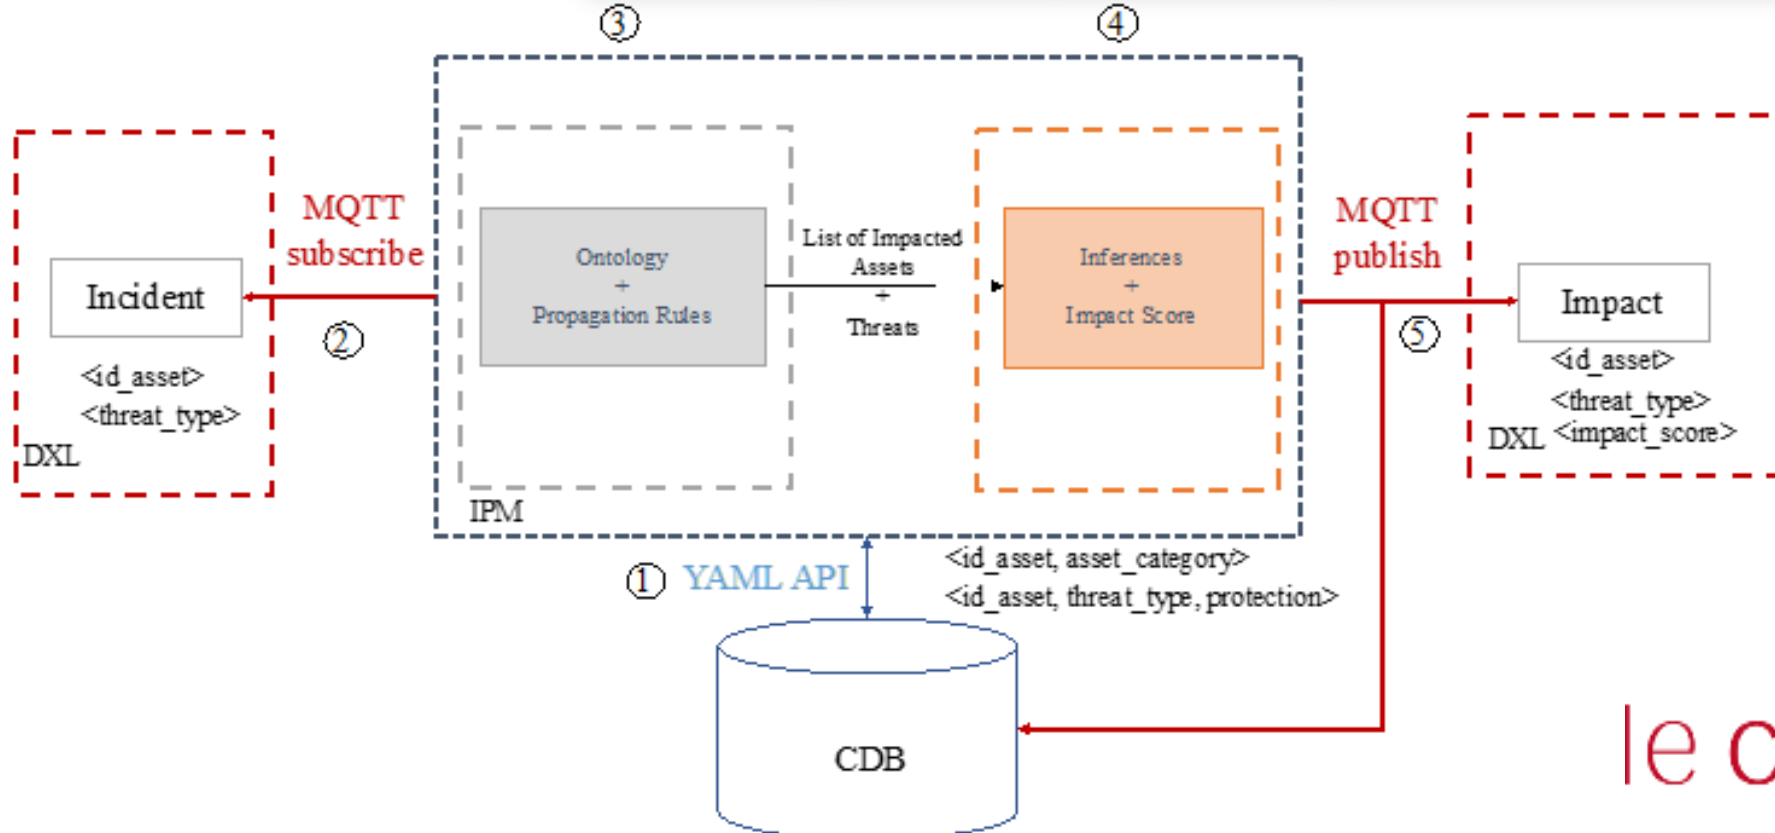 ③
④
MQTT
subscribe
Incident
②
<id_asset>
<threat_type>
DXL
Ontology
+
Propagation Rules
List of Impacted
Assets
+
Threats
Inferences
+
Impact Score
IPM
MQTT
publish
⑤
Impact
<id_asset>
<threat_type>
<impact_score>
DXL
① YAML API
<id_asset, asset_category>
<id_asset, threat_type, protection>
CDB
le